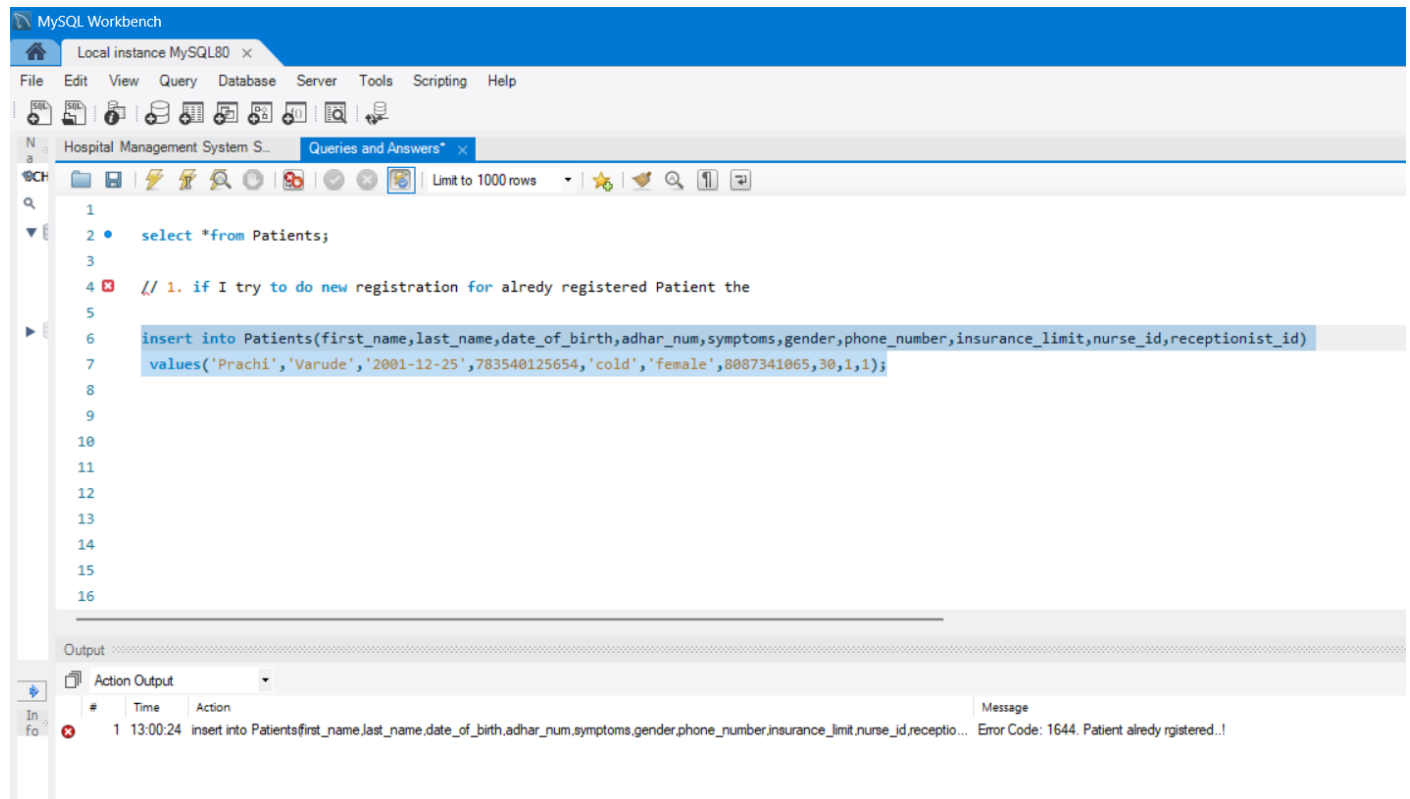 MySQL Workbench
Local instance MySQL80
File Edit View Query Database Server Tools Scripting Help
N
a
Hospital Management System S...
Queries and Answers*
SCH
Limit to 1000 rows
1
2 select *from Patients;
3
4 // 1. if I try to do new registration for alredy registered Patient the
5
6 insert into Patients(first_name,last_name,date_of_birth,adhar_num,symptoms,gender,phone_number,insurance_limit,nurse_id,receptionist_id)
7 values('Prachi','Varude','2001-12-25',783540125654,'cold','female',8087341065,30,1,1);
8
9
10
11
12
13
14
15
16
Output
Action Output
In
fo
# Time Action Message
1 13:00:24 insert into Patients(first_name,last_name,date_of_birth,adhar_num,symptoms,gender,phone_number,insurance_limit,nurse_id,receptio... Error Code: 1644. Patient alredy rgistered..!